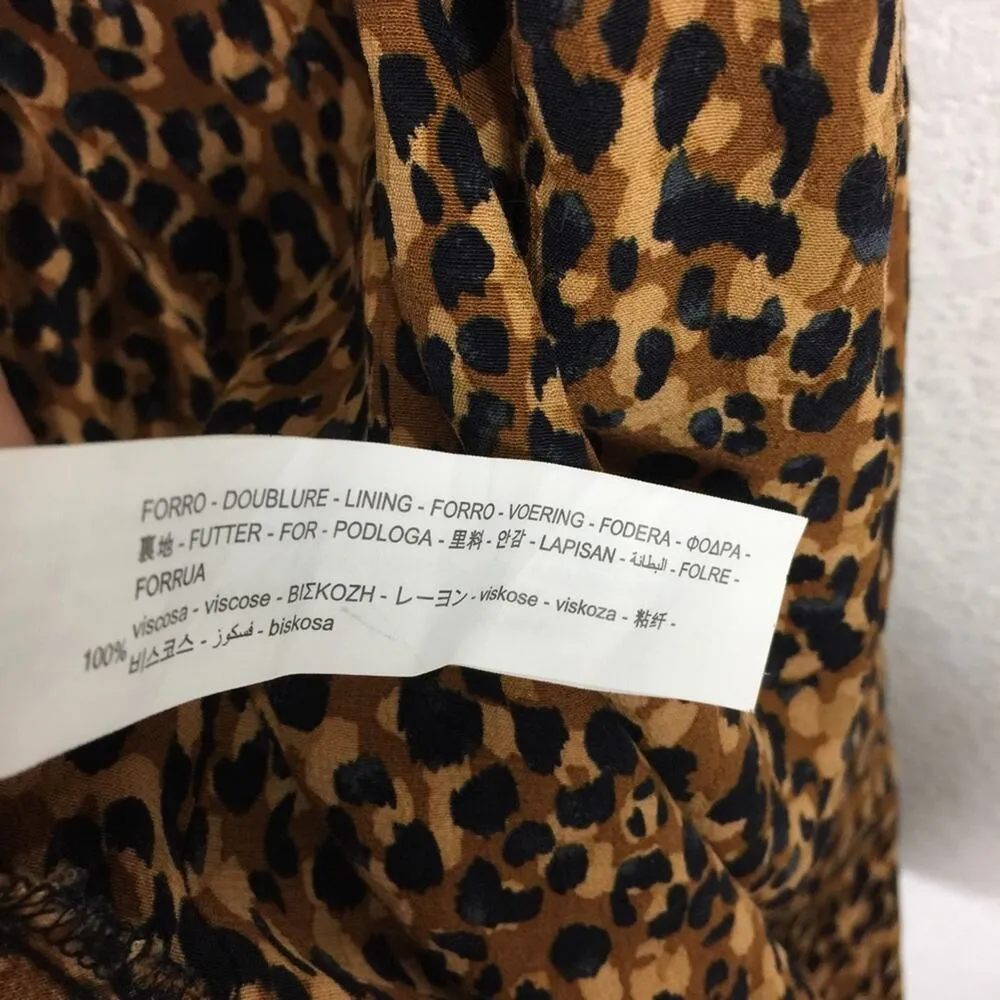 FORRO - DOUBLURE - LINING - FORRO - VOERING - FODERA - ΦΟΔΡΑ -
裏地 - FUTTER - FOR - PODLOGA - 里料 - 안감 - LAPISAN - البطانة - FOLRE -
FORRUA
100% viscosa - viscose - ΒΙΣΚΟΖΗ - レーヨン - viskose - viskoza - 粘纤 -
비스코스 - فسكوز - biskosa